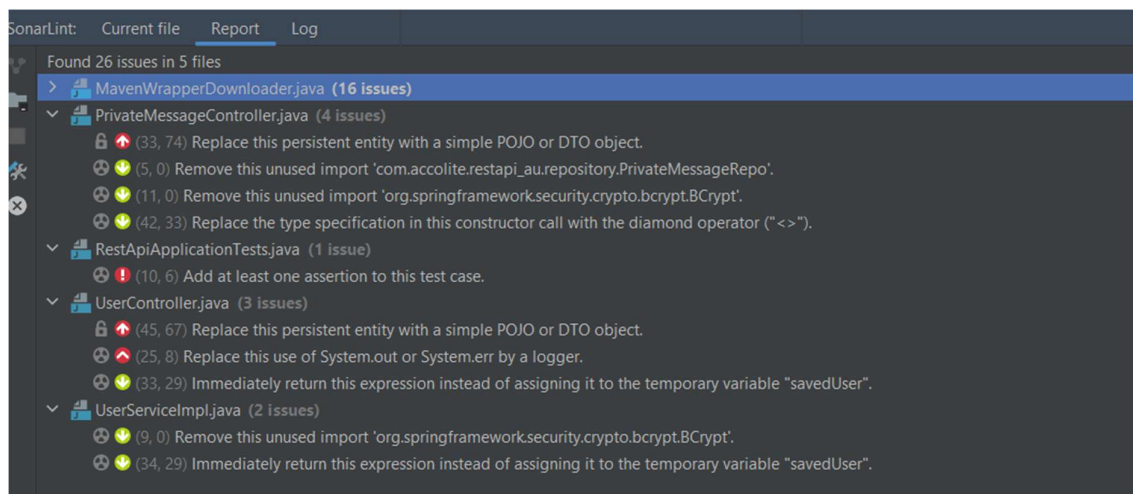 SonarLint: Current file Report Log
Found 26 issues in 5 files
MavenWrapperDownloader.java (16 issues)
PrivateMessageController.java (4 issues)
(33, 74) Replace this persistent entity with a simple POJO or DTO object.
(5, 0) Remove this unused import 'com.accolite.restapi_au.repository.PrivateMessageRepo'.
(11, 0) Remove this unused import 'org.springframework.security.crypto.bcrypt.BCrypt'.
(42, 33) Replace the type specification in this constructor call with the diamond operator ("<>").
RestApiApplicationTests.java (1 issue)
(10, 6) Add at least one assertion to this test case.
UserController.java (3 issues)
(45, 67) Replace this persistent entity with a simple POJO or DTO object.
(25, 8) Replace this use of System.out or System.err by a logger.
(33, 29) Immediately return this expression instead of assigning it to the temporary variable "savedUser".
UserServiceImpl.java (2 issues)
(9, 0) Remove this unused import 'org.springframework.security.crypto.bcrypt.BCrypt'.
(34, 29) Immediately return this expression instead of assigning it to the temporary variable "savedUser".